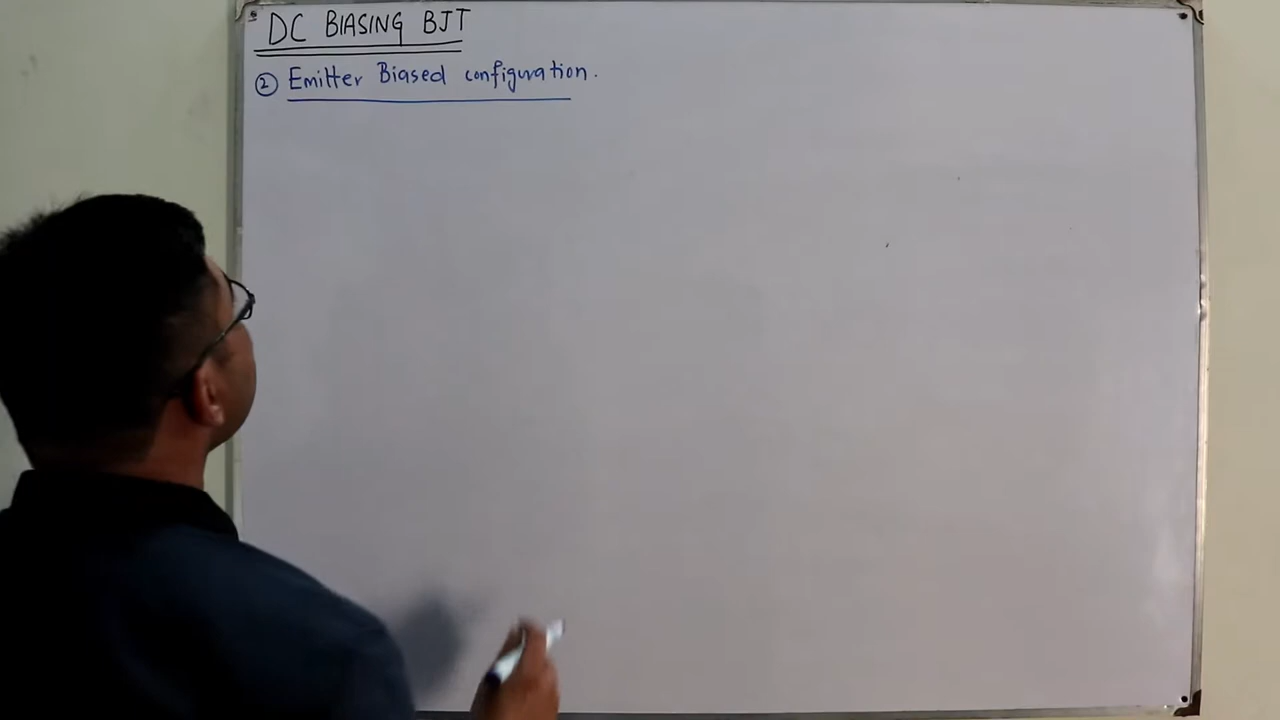 DC BIASING BJT
② Emitter Biased configuration.